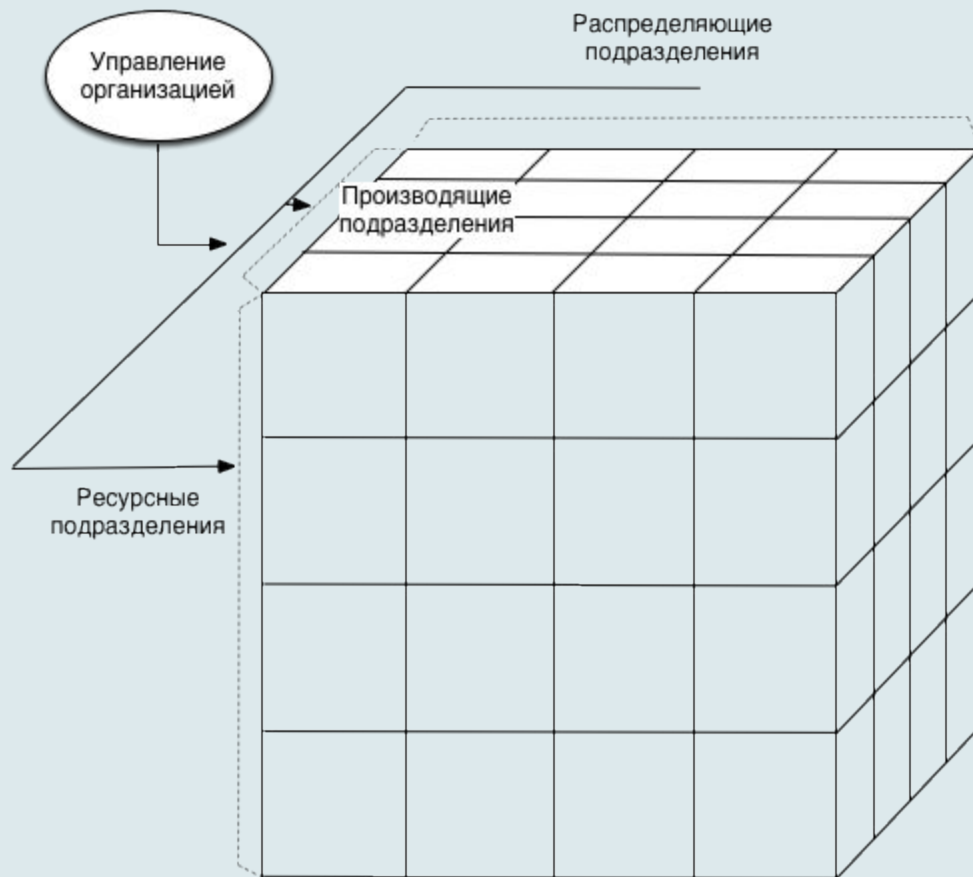 Распределяющие
подразделения
Управление
организацией
Производящие
подразделения
Ресурсные
подразделения